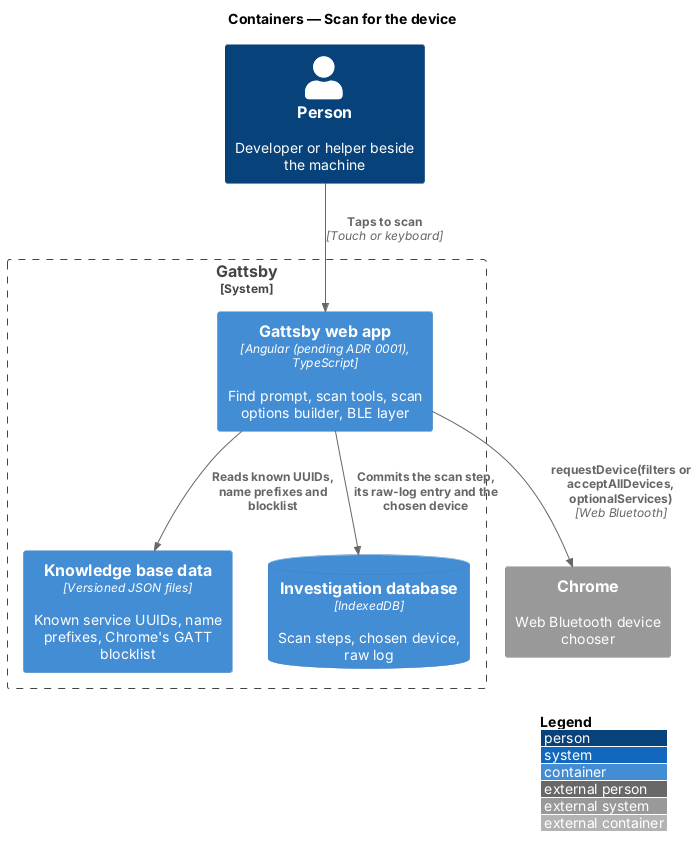 Containers — Scan for the device
Person
Developer or helper beside
the machine
Taps to scan
[Touch or keyboard]
Gattsby
[System]
Gattsby web app
[Angular (pending ADR 0001),
TypeScript]
Find prompt, scan tools, scan
options builder, BLE layer
Reads known UUIDs,
name prefixes and
blocklist
Commits the scan step,
its raw-log entry and the
chosen device
requestDevice(filters or
acceptAllDevices,
optionalServices)
[Web Bluetooth]
Knowledge base data
[Versioned JSON files]
Known service UUIDs, name
prefixes, Chrome's GATT
blocklist
Investigation database
[IndexedDB]
Scan steps, chosen device,
raw log
Chrome
Web Bluetooth device
chooser
Legend
person
system
container
external person
external system
external container